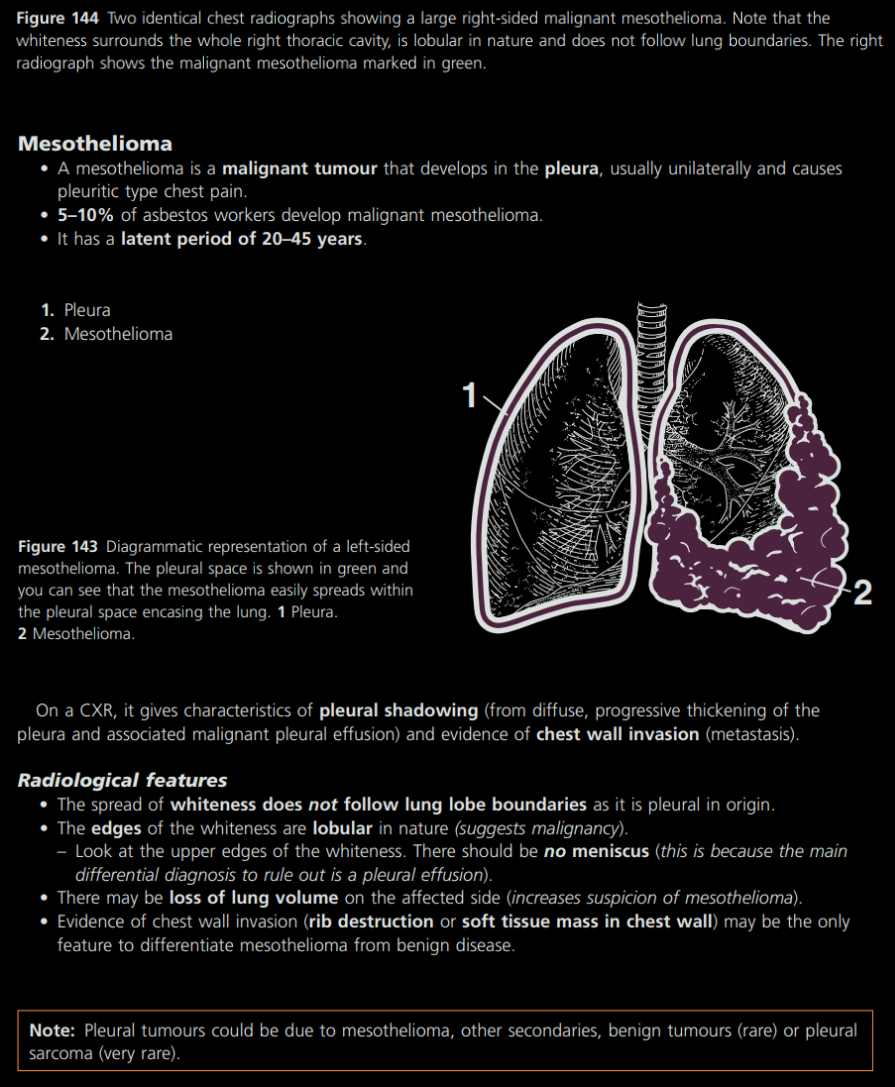 Figure 144 Two identical chest radiographs showing a large right-sided malignant mesothelioma. Note that the
whiteness surrounds the whole right thoracic cavity, is lobular in nature and does not follow lung boundaries. The right
radiograph shows the malignant mesothelioma marked in green.
Mesothelioma
• A mesothelioma is a malignant tumour that develops in the pleura, usually unilaterally and causes
pleuritic type chest pain.
• 5–10% of asbestos workers develop malignant mesothelioma.
• It has a latent period of 20–45 years.
1. Pleura
2. Mesothelioma
1
2
Figure 143 Diagrammatic representation of a left-sided
mesothelioma. The pleural space is shown in green and
you can see that the mesothelioma easily spreads within
the pleural space encasing the lung. 1 Pleura.
2 Mesothelioma.
On a CXR, it gives characteristics of pleural shadowing (from diffuse, progressive thickening of the
pleura and associated malignant pleural effusion) and evidence of chest wall invasion (metastasis).
Radiological features
• The spread of whiteness does not follow lung lobe boundaries as it is pleural in origin.
• The edges of the whiteness are lobular in nature (suggests malignancy).
– Look at the upper edges of the whiteness. There should be no meniscus (this is because the main
differential diagnosis to rule out is a pleural effusion).
• There may be loss of lung volume on the affected side (increases suspicion of mesothelioma).
• Evidence of chest wall invasion (rib destruction or soft tissue mass in chest wall) may be the only
feature to differentiate mesothelioma from benign disease.
Note: Pleural tumours could be due to mesothelioma, other secondaries, benign tumours (rare) or pleural
sarcoma (very rare).